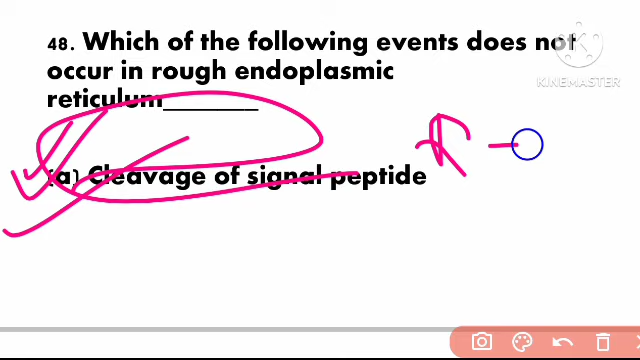 48. Which of the following events does not
occur in rough endoplasmic
reticulum________
(a) Cleavage of signal peptide
KINEMASTER